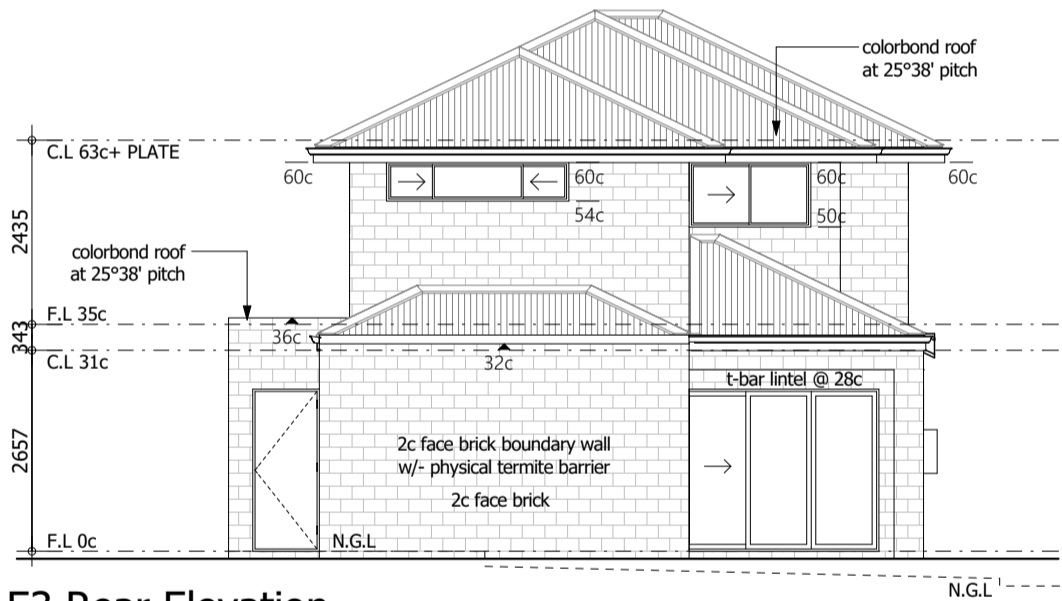 colorbond roof
at 25°38' pitch
C.L 63c+ PLATE
60c
60c
60c
60c
54c
50c
2435
colorbond roof
at 25°38' pitch
F.L 35c
343
36c
C.L 31c
32c
t-bar lintel @ 28c
2657
2c face brick boundary wall
w/- physical termite barrier
2c face brick
F.L 0c
N.G.L
N.G.L
Rear Elevation